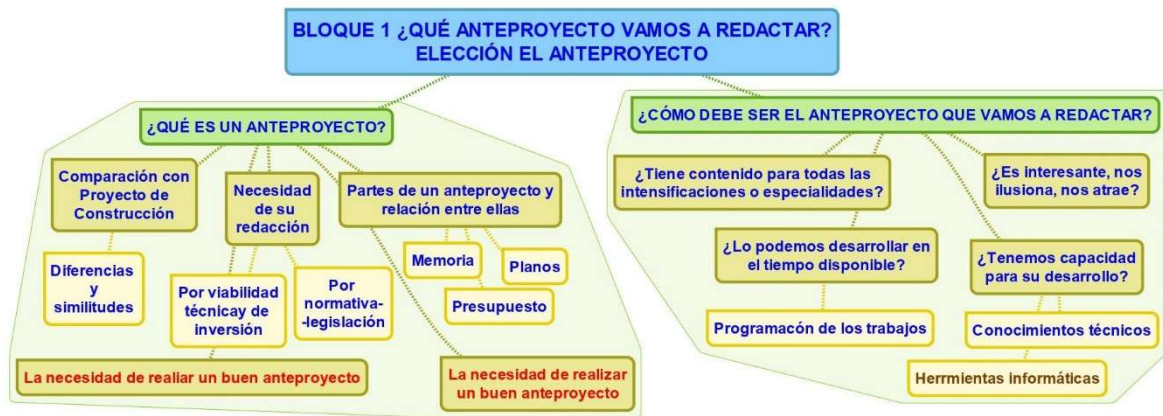 BLOQUE 1 ¿QUÉ ANTEPROYECTO VAMOS A REDACTAR?
ELECCIÓN EL ANTEPROYECTO
¿QUÉ ES UN ANTEPROYECTO?
Comparación con
Proyecto de
Construcción
Diferencias
y
similitudes
Necesidad
de su
redacción
Por viabilidad
técnicay de
inversión
Por
normativa-
-legislación
Partes de un anteproyecto y
relación entre ellas
Memoria
Planos
Presupuesto
La necesidad de realiar un buen anteproyecto
La necesidad de realizar
un buen anteproyecto
¿CÓMO DEBE SER EL ANTEPROYECTO QUE VAMOS A REDACTAR?
¿Tiene contenido para todas las
intensificaciones o especialidades?
¿Es interesante, nos
ilusiona, nos atrae?
¿Lo podemos desarrollar en
el tiempo disponible?
Programacón de los trabajos
¿Tenemos capacidad
para su desarrollo?
Conocimientos técnicos
Herrmientas informáticas